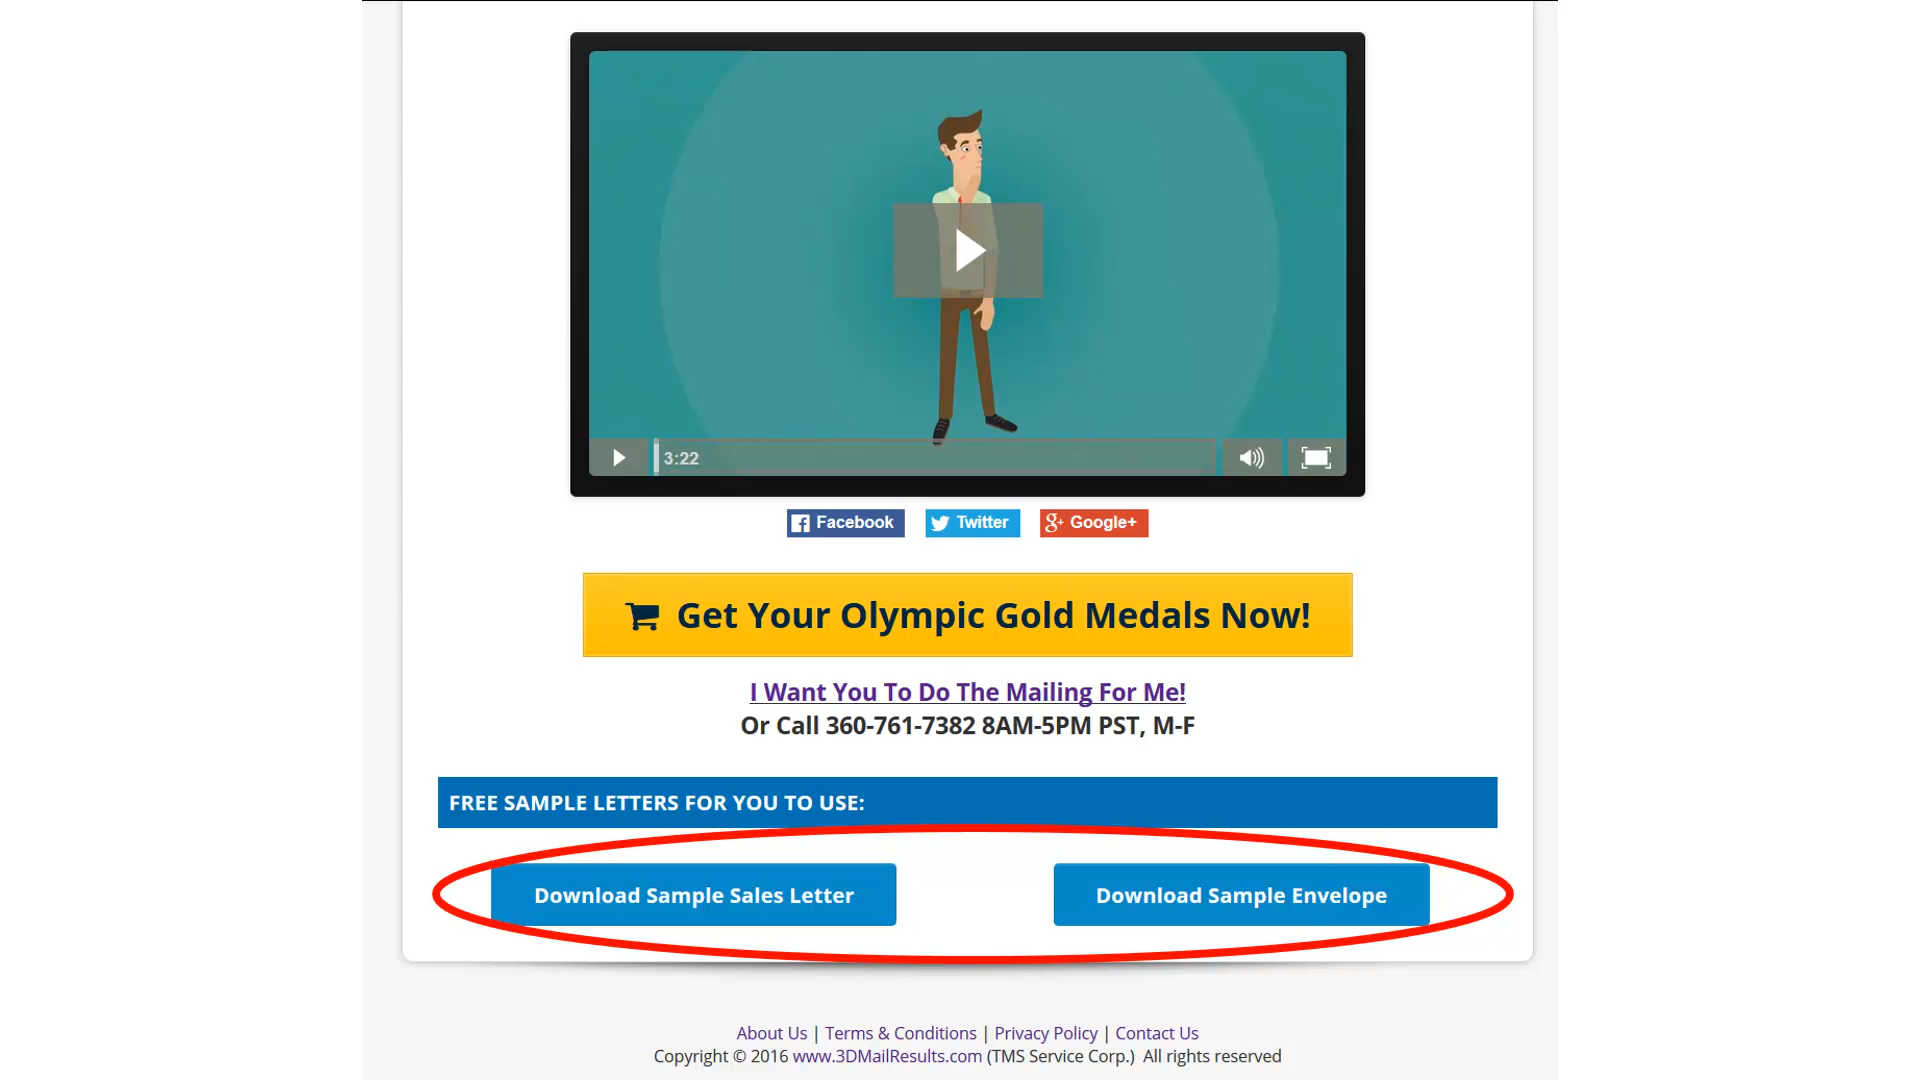 3:22
Facebook Twitter Google+
Get Your Olympic Gold Medals Now!
I Want You To Do The Mailing For Me!
Or Call 360-761-7382 8AM-5PM PST, M-F
FREE SAMPLE LETTERS FOR YOU TO USE:
Download Sample Sales Letter Download Sample Envelope
About Us | Terms & Conditions | Privacy Policy | Contact Us
Copyright © 2016 www.3DMailResults.com (TMS Service Corp.) All rights reserved